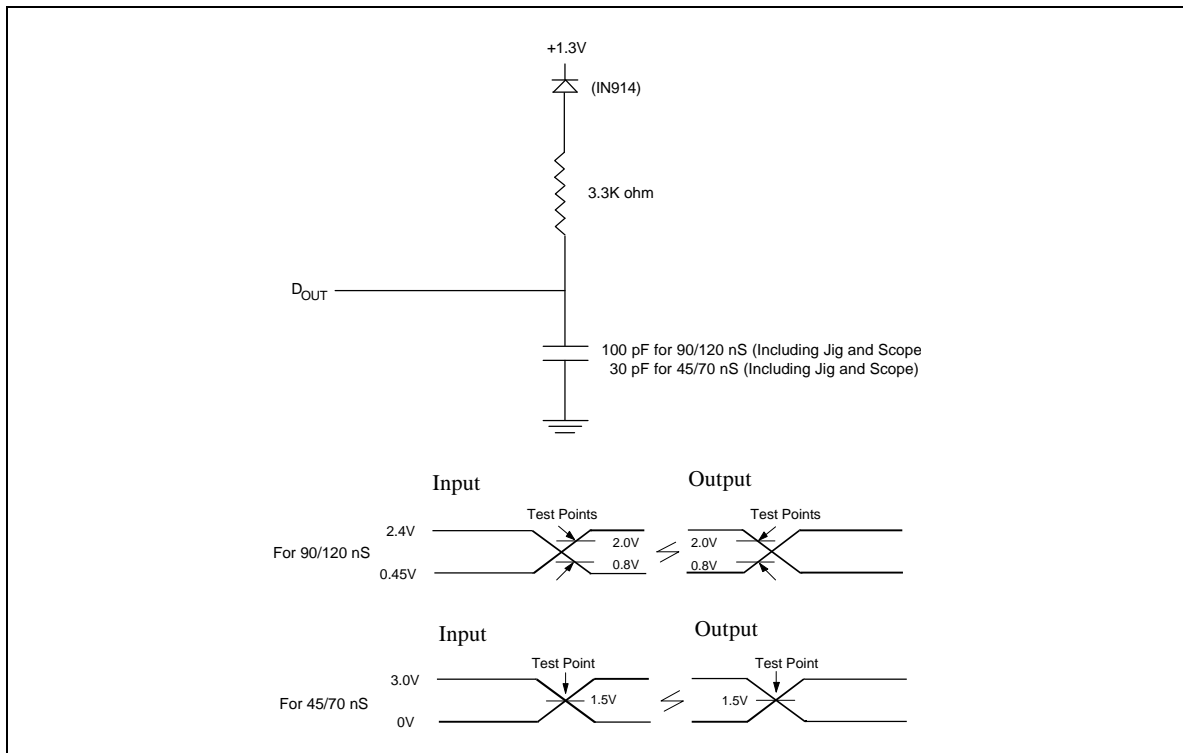 +1.3V
(IN914)
3.3K ohm
DOUT
100 pF for 90/120 nS (Including Jig and Scope
30 pF for 45/70 nS (Including Jig and Scope)
Input
Output
Test Points
Test Points
For 90/120 nS
2.4V
2.0V
2.0V
0.45V
0.8V
0.8V
Input
Output
Test Point
Test Point
For 45/70 nS
3.0V
1.5V
1.5V
0V